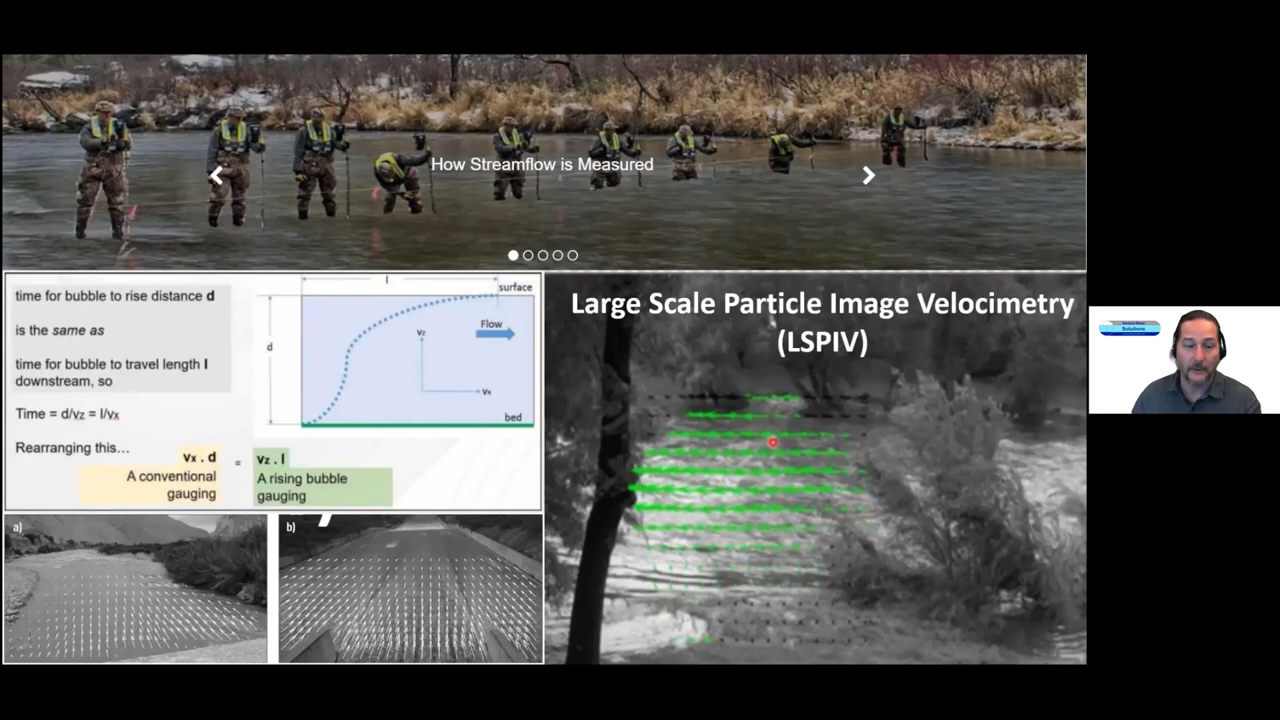 How Streamflow is Measured
time for bubble to rise distance d
is the same as
time for bubble to travel length l
downstream, so
Time = d/vz = l/vx
Rearranging this…
vx . d = vz . l
A conventional
gauging
A rising bubble
gauging
l
surface
d
vz
Flow
vx
bed
Large Scale Particle Image Velocimetry
(LSPIV)
a)
b)
Solutions